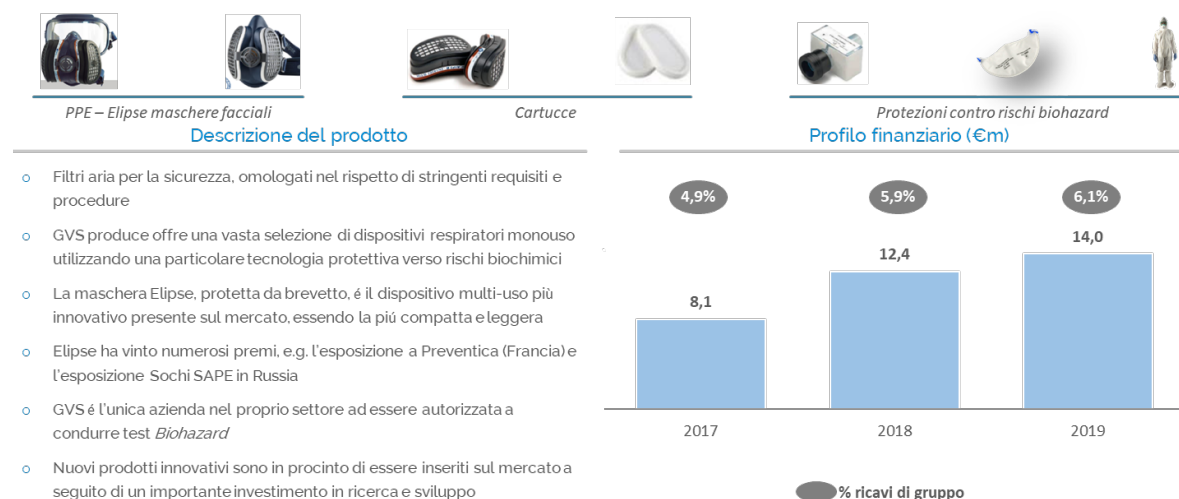 PPE – Elipse maschere facciali
Cartucce
Protezioni contro rischi biohazard
Descrizione del prodotto
Filtri aria per la sicurezza, omologati nel rispetto di stringenti requisiti e
procedure
GVS produce offre una vasta selezione di dispositivi respiratori monouso
utilizzando una particolare tecnologia protettiva verso rischi biochimici
La maschera Elipse, protetta da brevetto, é il dispositivo multi-uso più
innovativo presente sul mercato, essendo la piú compatta e leggera
Elipse ha vinto numerosi premi, e.g. l'esposizione a Preventica (Francia) e
l'esposizione Sochi SAPE in Russia
GVS é l'unica azienda nel proprio settore ad essere autorizzata a
condurre test Biohazard
Nuovi prodotti innovativi sono in procinto di essere inseriti sul mercato a
seguito di un importante investimento in ricerca e sviluppo
Profilo finanziario (€m)
4,9% 5,9% 6,1%
8,1 12,4 14,0
2017 2018 2019
% ricavi di gruppo